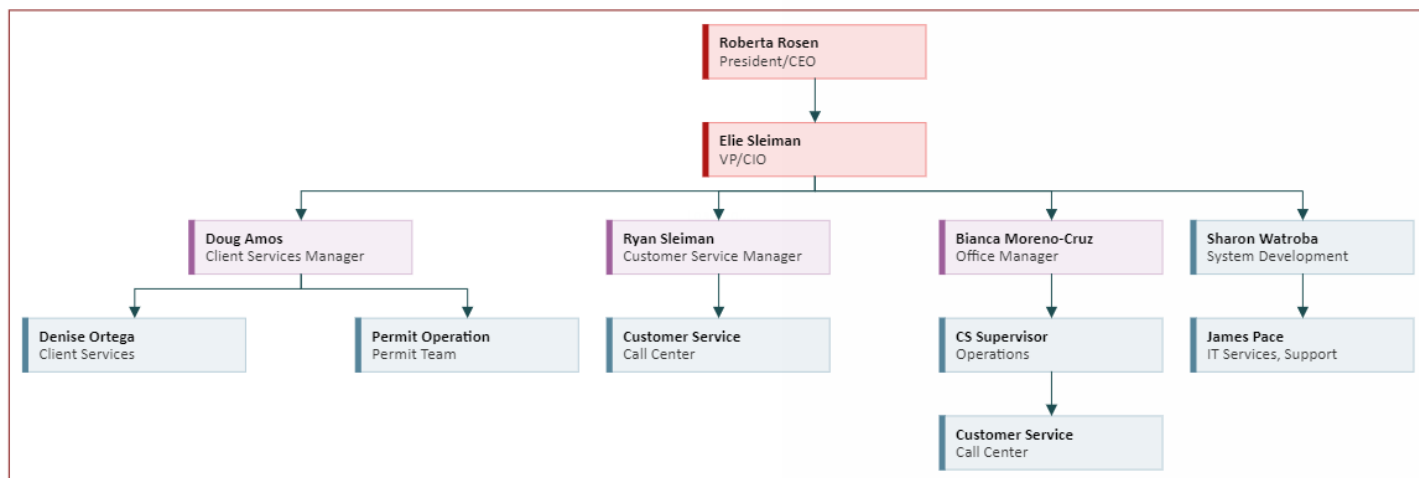 Roberta Rosen
President/CEO
Elie Sleiman
VP/CIO
Doug Amos
Client Services Manager
Ryan Sleiman
Customer Service Manager
Bianca Moreno-Cruz
Office Manager
Sharon Watroba
System Development
Denise Ortega
Client Services
Permit Operation
Permit Team
Customer Service
Call Center
CS Supervisor
Operations
James Pace
IT Services, Support
Customer Service
Call Center